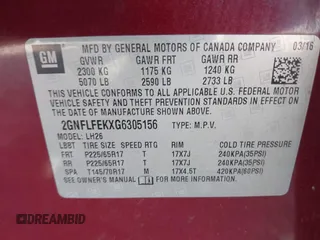 GM
MFD BY GENERAL MOTORS OF CANADA COMPANY 03/16
GVWR GAWR FRT GAWR RR
2300 KG 1175 KG 1240 KG
5070 LB 2590 LB 2733 LB
THIS VEHICLE CONFORMS TO ALL APPLICABLE U.S. FEDERAL
MOTOR VEHICLE SAFETY AND THEFT PREVENTION STANDARDS IN
EFFECT ON THE DATE OF MANUFACTURE SHOWN ABOVE.
2GNFLFEKXG6305156 TYPE: M.P.V.
MODEL: LH26
LBBT TIRE SIZE SPEED RTG RIM COLD TIRE PRESSURE
FRT P225/65R17 T 17X7J 240KPA(35PSI)
RR P225/65R17 T 17X7J 240KPA(35PSI)
SPA T145/70R17 M 17X4.5T 420KPA(60PSI)
SEE OWNER'S MANUAL FOR ADDITIONAL INFORMATION.
DREAMBID